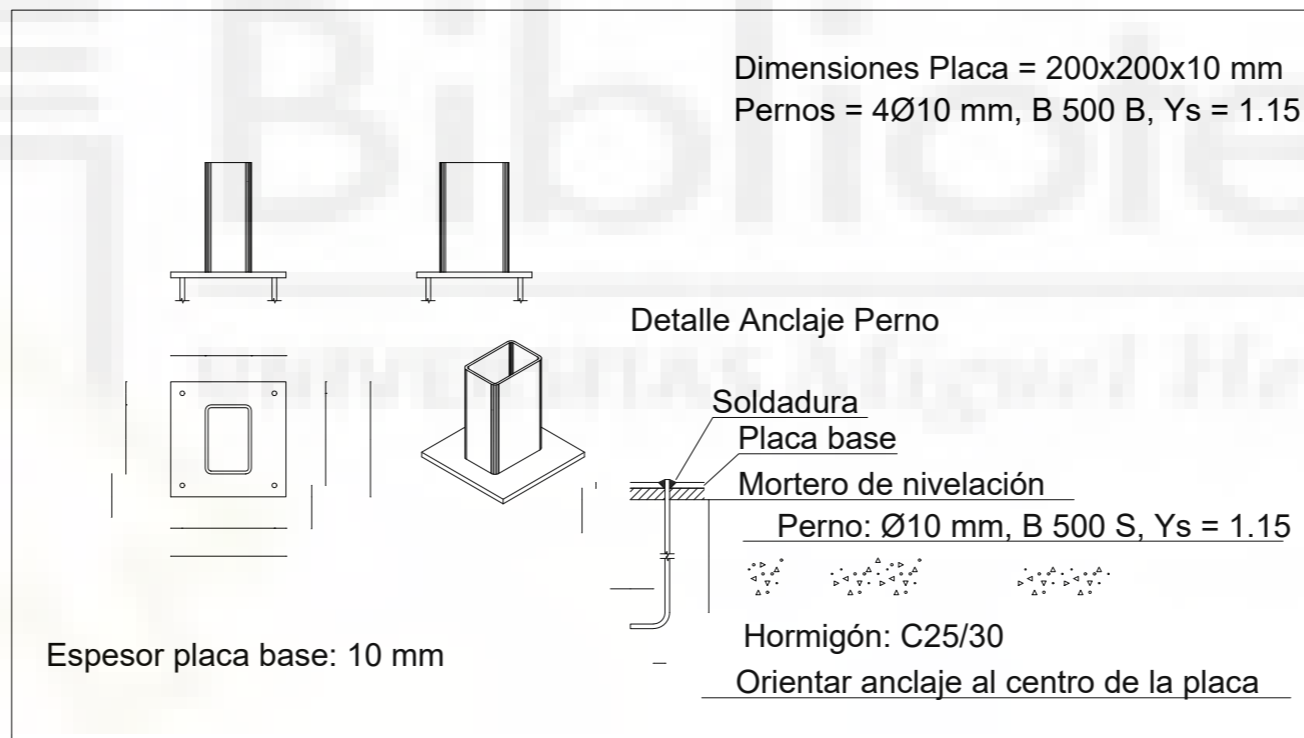 Bibliote
Dimensiones Placa = 200x200x10 mm
Pernos = 4Ø10 mm, B 500 B, Ys = 1.15
Detalle Anclaje Perno
Soldadura
Placa base
Mortero de nivelación
Perno: Ø10 mm, B 500 S, Ys = 1.15
Hormigón: C25/30
Espesor placa base: 10 mm
Orientar anclaje al centro de la placa